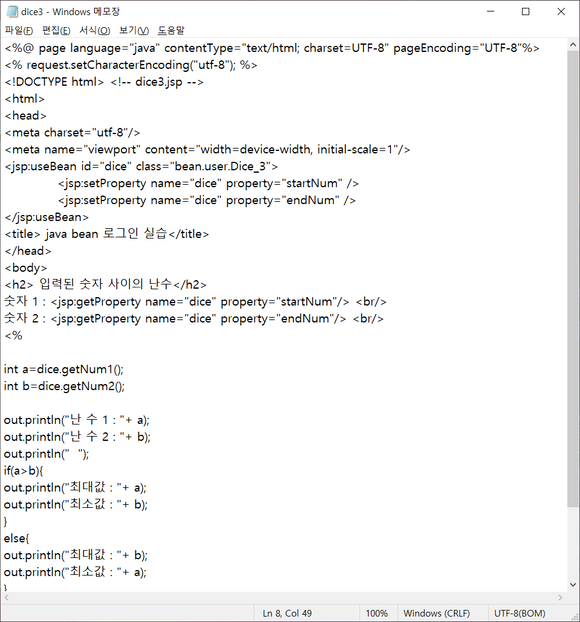 dice3 - Windows 메모장
파일(F) 편집(E) 서식(O) 보기(V) 도움말
<%@ page language="java" contentType="text/html; charset=UTF-8" pageEncoding="UTF-8"%>
<% request.setCharacterEncoding("utf-8"); %>
<!DOCTYPE html> <!-- dice3.jsp -->
<html>
<head>
<meta charset="utf-8"/>
<meta name="viewport" content="width=device-width, initial-scale=1"/>
<jsp:useBean id="dice" class="bean.user.Dice_3">
<jsp:setProperty name="dice" property="startNum" />
<jsp:setProperty name="dice" property="endNum" />
</jsp:useBean>
<title> java bean 로그인 실습</title>
</head>
<body>
<h2> 입력된 숫자 사이의 난수</h2>
숫자 1 : <jsp:getProperty name="dice" property="startNum"/> <br/>
숫자 2 : <jsp:getProperty name="dice" property="endNum"/> <br/>
<%
int a=dice.getNum1();
int b=dice.getNum2();
out.println("난 수 1 : "+ a);
out.println("난 수 2 : "+ b);
out.println("  ");
if(a>b){
out.println("최대값 : "+ a);
out.println("최소값 : "+ b);
}
else{
out.println("최대값 : "+ b);
out.println("최소값 : "+ a);
}
Ln 8, Col 49 100% Windows (CRLF) UTF-8(BOM)